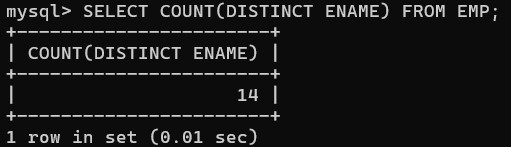 mysql> SELECT COUNT(DISTINCT ENAME) FROM EMP;
+-----------------------+
| COUNT(DISTINCT ENAME) |
+-----------------------+
|                    14 |
+-----------------------+
1 row in set (0.01 sec)